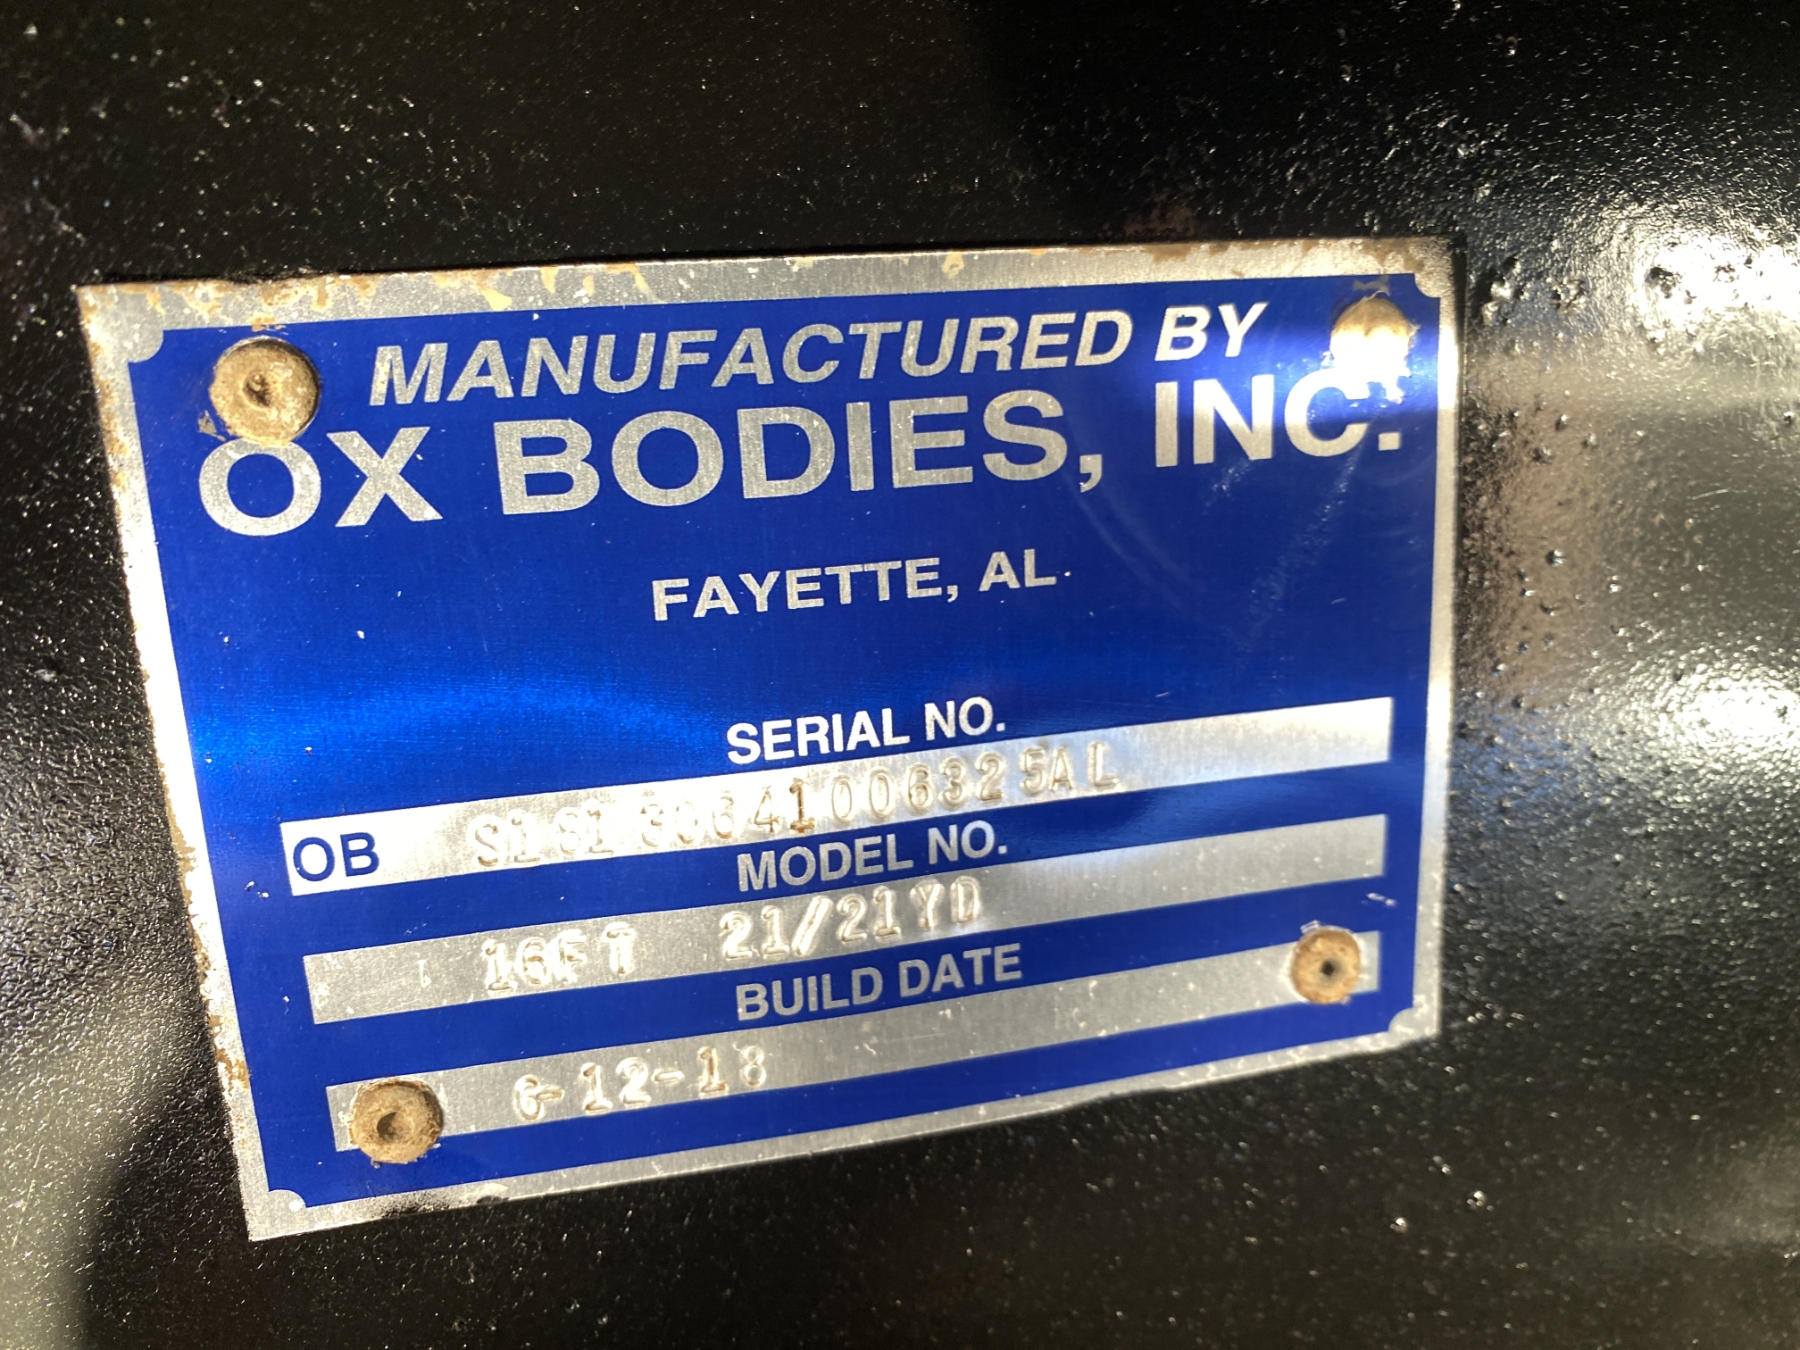 MANUFACTURED BY
OX BODIES, INC.
FAYETTE, AL
SERIAL NO.
OB S1S130641006325AL
MODEL NO.
16FT 21/21YD
BUILD DATE
6-12-18